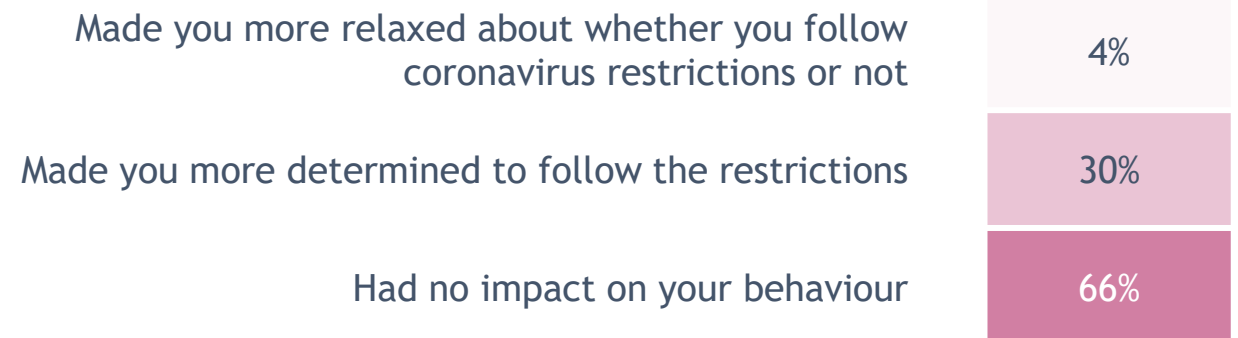 Made you more relaxed about whether you follow
coronavirus restrictions or not
4%
Made you more determined to follow the restrictions
30%
Had no impact on your behaviour
66%